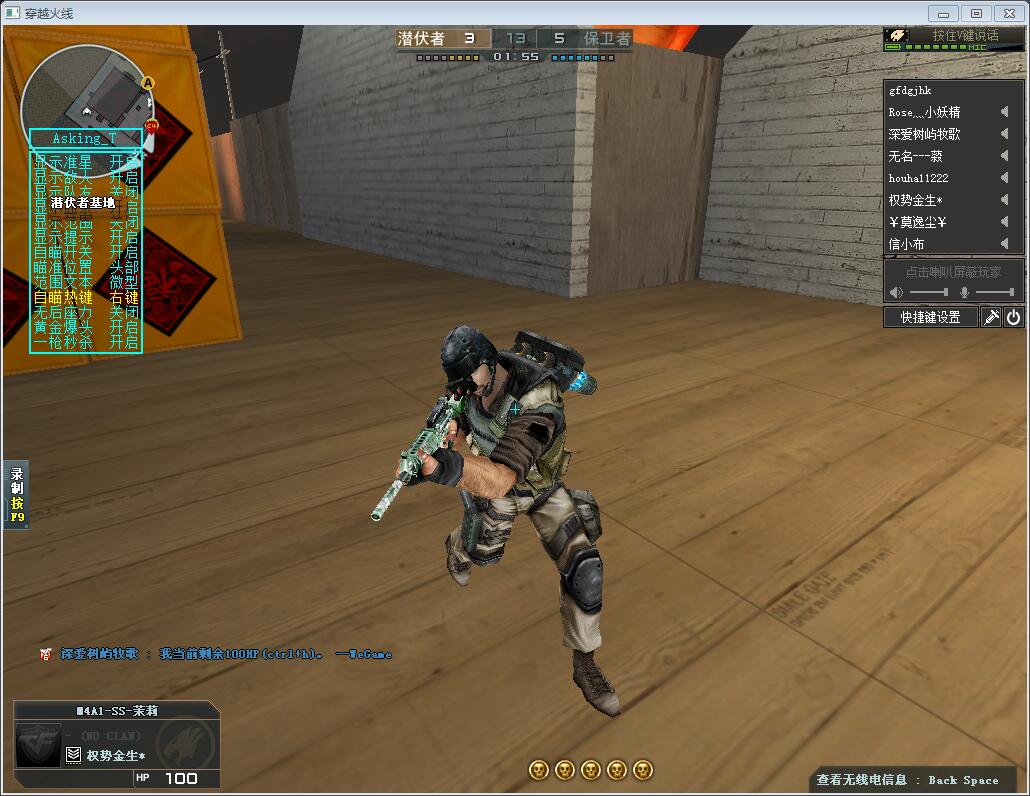 穿越火线
潜伏者 3 13 5 保卫者
01:55
按住V键说话
MIC
A
C4
gfdgjhk
Rose灬小妖精
深爱树屿牧歌
无名---菽
houha11222
权势金生*
￥莫逸尘￥
信小布
点击喇叭屏蔽玩家
快捷键设置
Asking_T
显示准星 开启
显示敌人 开启
显示队友 关闭
潜伏者基地
显示范围 关闭
显示提示 开启
自瞄开关 开启
瞄准位置 头部
范围文本 微型
自瞄热键 右键
无后座力 关闭
黄金爆头 开启
一枪秒杀 开启
录制按F9
SMILE GATE
深爱树屿牧歌 : 我当前剩余100HP(ctrl+h)。 --WeGame
M4A1-SS-茉莉
- (NO CLAN)
权势金生*
HP 100
查看无线电信息 : Back Space